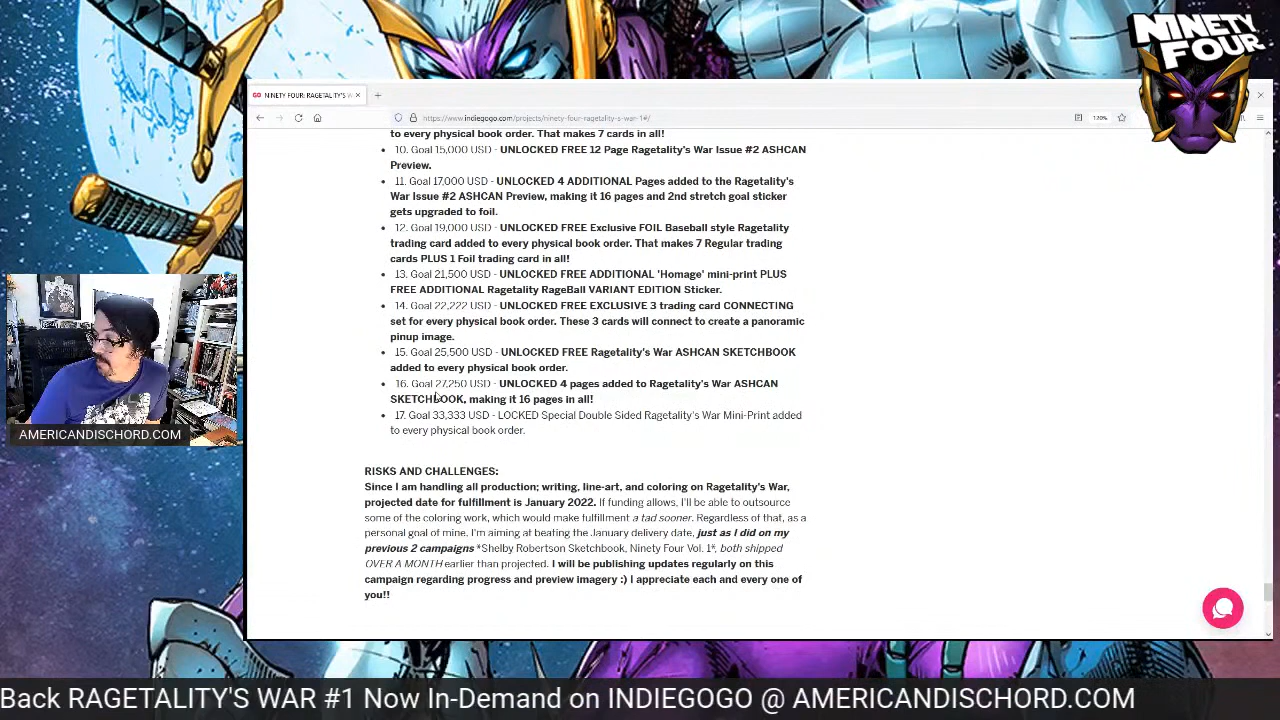 NINETY
FOUR
GO NINETY FOUR: RAGETALITY'S W
https://www.indiegogo.com/projects/ninety-four-ragetality-s-war-1#/
120%
to every physical book order. That makes 7 cards in all!
10. Goal 15,000 USD - UNLOCKED FREE 12 Page Ragetality's War Issue #2 ASHCAN
Preview.
11. Goal 17,000 USD - UNLOCKED 4 ADDITIONAL Pages added to the Ragetality's
War Issue #2 ASHCAN Preview, making it 16 pages and 2nd stretch goal sticker
gets upgraded to foil.
12. Goal 19,000 USD - UNLOCKED FREE Exclusive FOIL Baseball style Ragetality
trading card added to every physical book order. That makes 7 Regular trading
cards PLUS 1 Foil trading card in all!
13. Goal 21,500 USD - UNLOCKED FREE ADDITIONAL 'Homage' mini-print PLUS
FREE ADDITIONAL Ragetality RageBall VARIANT EDITION Sticker.
14. Goal 22,222 USD - UNLOCKED FREE EXCLUSIVE 3 trading card CONNECTING
set for every physical book order. These 3 cards will connect to create a panoramic
pinup image.
15. Goal 25,500 USD - UNLOCKED FREE Ragetality's War ASHCAN SKETCHBOOK
added to every physical book order.
16. Goal 27,250 USD - UNLOCKED 4 pages added to Ragetality's War ASHCAN
SKETCHBOOK, making it 16 pages in all!
17. Goal 33,333 USD - LOCKED Special Double Sided Ragetality's War Mini-Print added
to every physical book order.
RISKS AND CHALLENGES:
Since I am handling all production; writing, line-art, and coloring on Ragetality's War,
projected date for fulfillment is January 2022. If funding allows, I'll be able to outsource
some of the coloring work, which would make fulfillment a tad sooner. Regardless of that, as a
personal goal of mine, I'm aiming at beating the January delivery date, just as I did on my
previous 2 campaigns *Shelby Robertson Sketchbook, Ninety Four Vol. 1*, both shipped
OVER A MONTH earlier than projected. I will be publishing updates regularly on this
campaign regarding progress and preview imagery :) I appreciate each and every one of
you!!
AMERICANDISCHORD.COM
Back RAGETALITY'S WAR #1 Now In-Demand on INDIEGOGO @ AMERICANDISCHORD.COM